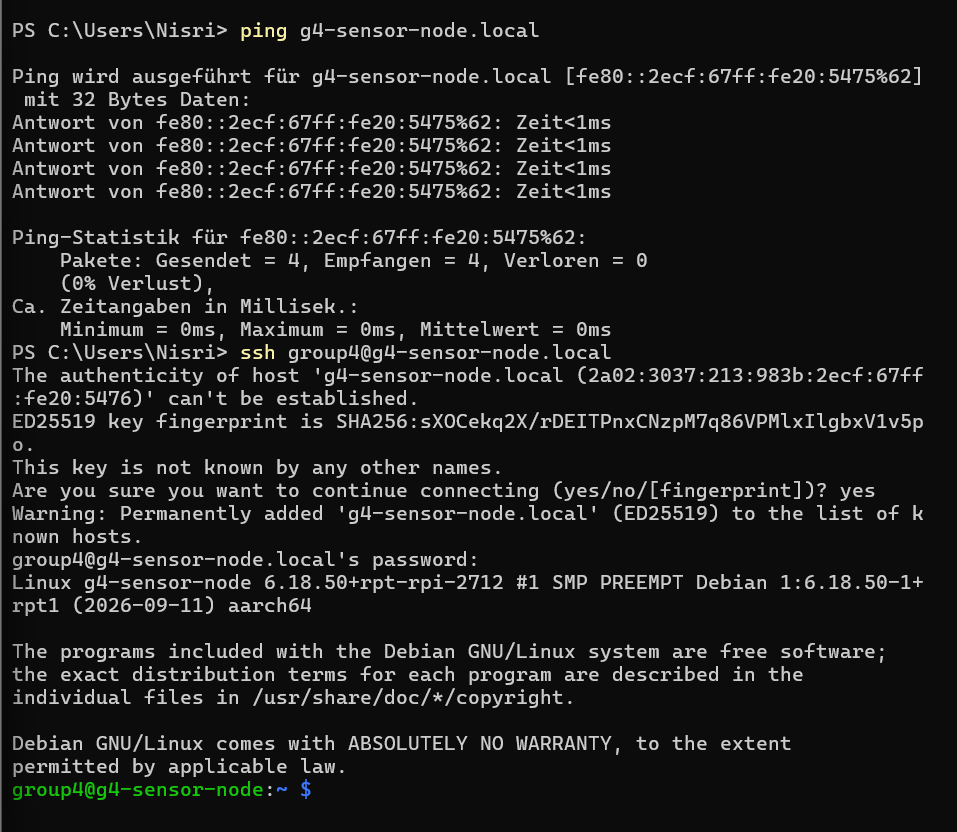 PS C:\Users\Nisri> ping g4-sensor-node.local
Ping wird ausgeführt für g4-sensor-node.local [fe80::2ecf:67ff:fe20:5475%62]
 mit 32 Bytes Daten:
Antwort von fe80::2ecf:67ff:fe20:5475%62: Zeit<1ms
Antwort von fe80::2ecf:67ff:fe20:5475%62: Zeit<1ms
Antwort von fe80::2ecf:67ff:fe20:5475%62: Zeit<1ms
Antwort von fe80::2ecf:67ff:fe20:5475%62: Zeit<1ms
Ping-Statistik für fe80::2ecf:67ff:fe20:5475%62:
    Pakete: Gesendet = 4, Empfangen = 4, Verloren = 0
    (0% Verlust),
Ca. Zeitangaben in Millisek.:
    Minimum = 0ms, Maximum = 0ms, Mittelwert = 0ms
PS C:\Users\Nisri> ssh group4@g4-sensor-node.local
The authenticity of host 'g4-sensor-node.local (2a02:3037:213:983b:2ecf:67ff
:fe20:5476)' can't be established.
ED25519 key fingerprint is SHA256:sXOCekq2X/rDEITPnxCNzpM7q86VPMlxIlgbxV1v5p
o.
This key is not known by any other names.
Are you sure you want to continue connecting (yes/no/[fingerprint])? yes
Warning: Permanently added 'g4-sensor-node.local' (ED25519) to the list of k
nown hosts.
group4@g4-sensor-node.local's password:
Linux g4-sensor-node 6.18.50+rpt-rpi-2712 #1 SMP PREEMPT Debian 1:6.18.50-1+
rpt1 (2026-09-11) aarch64
The programs included with the Debian GNU/Linux system are free software;
the exact distribution terms for each program are described in the
individual files in /usr/share/doc/*/copyright.
Debian GNU/Linux comes with ABSOLUTELY NO WARRANTY, to the extent
permitted by applicable law.
group4@g4-sensor-node:~ $